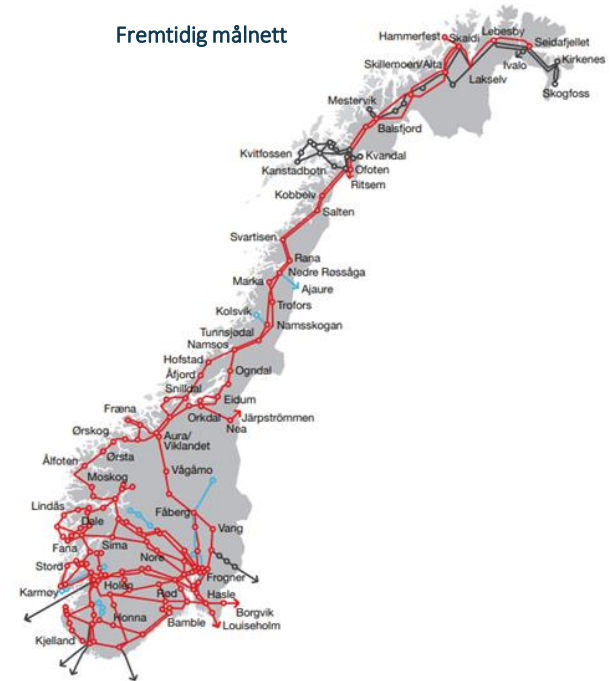 Fremtidig målnett
Hammerfest
Skaidi
Lebesby
Seidafjellet
Kirkenes
Ivalo
Skillemoen/Alta
Lakselv
Skogfoss
Mestervik
Balsfjord
Kvitfossen
Kvandal
Kanstadbotn
Ofoten
Ritsem
Kobbelv
Salten
Svartisen
Rana
Nedre Røssåga
Marka
Ajaure
Kolsvik
Trofors
Tunnsjødal
Namsskogan
Namsos
Hofstad
Ogndal
Åfjord
Snilldal
Eidum
Fræna
Orkdal
Järpströmmen
Nea
Ørskog
Aura/
Viklandet
Ørsta
Ålfoten
Vågåmo
Moskog
Lindås
Fåberg
Dale
Vang
Fana
Sima
Nore
Stord
Frogner
Holen
Karmøy
Rød
Hasle
Borgvik
Honna
Bamble
Louiseholm
Kjelland